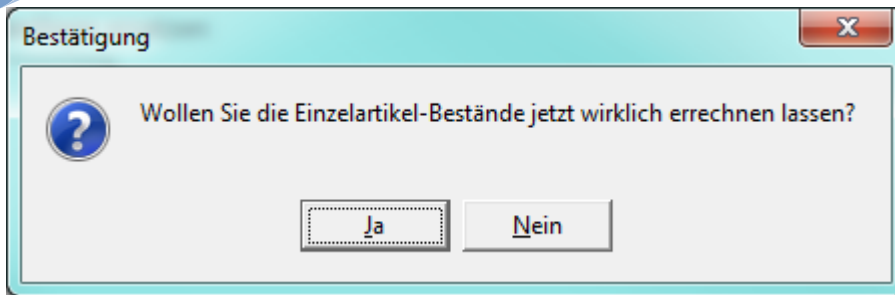 Bestätigung
Wollen Sie die Einzelartikel-Bestände jetzt wirklich errechnen lassen?
Ja
Nein